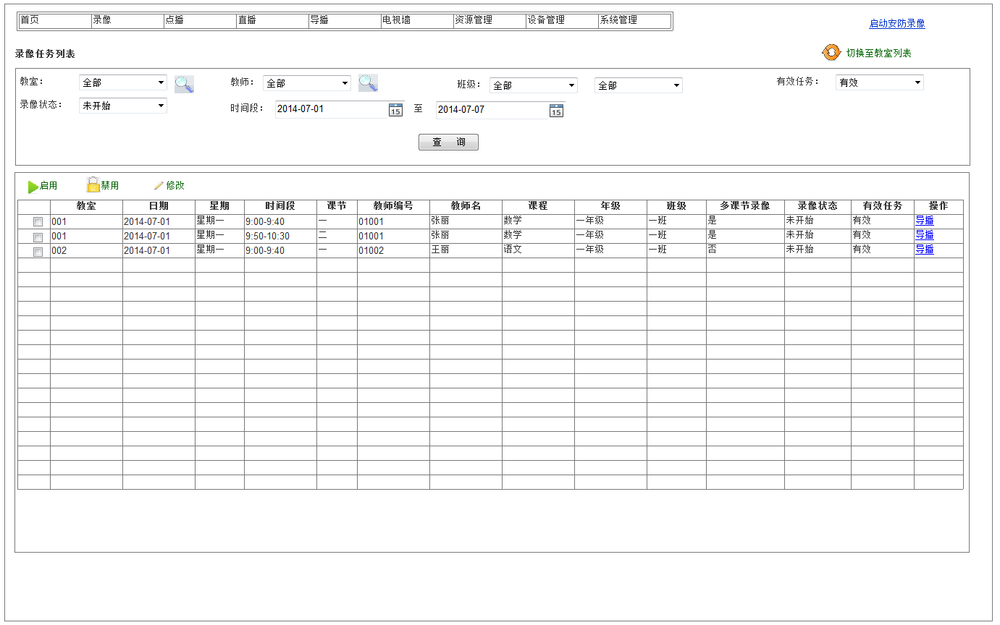 首页 录像 点播 直播 导播 电视墙 资源管理 设备管理 系统管理
启动安防录像
录像任务列表
切换至教室列表
教室： 全部 教师： 全部 班级： 全部 全部 有效任务： 有效
录像状态： 未开始 时间段： 2014-07-01 15 至 2014-07-07 15
查 询
启用 禁用 修改
教室 日期 星期 时间段 课节 教师编号 教师名 课程 年级 班级 多课节录像 录像状态 有效任务 操作
001 2014-07-01 星期一 9:00-9:40 一 01001 张丽 数学 一年级 一班 是 未开始 有效 导播
001 2014-07-01 星期一 9:50-10:30 二 01001 张丽 数学 一年级 一班 是 未开始 有效 导播
002 2014-07-01 星期一 9:00-9:40 一 01002 王丽 语文 一年级 一班 否 未开始 有效 导播